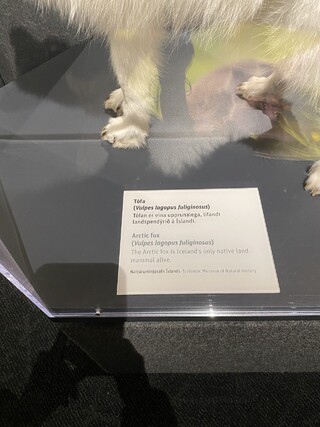 Tófa
(Vulpes lagopus fuliginosus)
Tófan er eina upprunalega, lifandi
landspendýrið á Íslandi.
Arctic fox
(Vulpes lagopus fuliginosus)
The Arctic fox is Iceland's only native land
mammal alive.
Náttúruminjasafn Íslands Icelandic Museum of Natural History